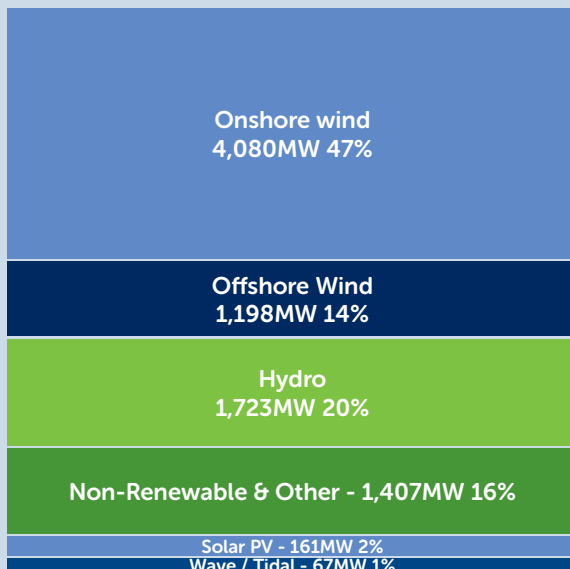 Onshore wind
4,080MW 47%
Offshore Wind
1,198MW 14%
Hydro
1,723MW 20%
Non-Renewable & Other - 1,407MW 16%
Solar PV - 161MW 2%
Wave / Tidal - 67MW 1%